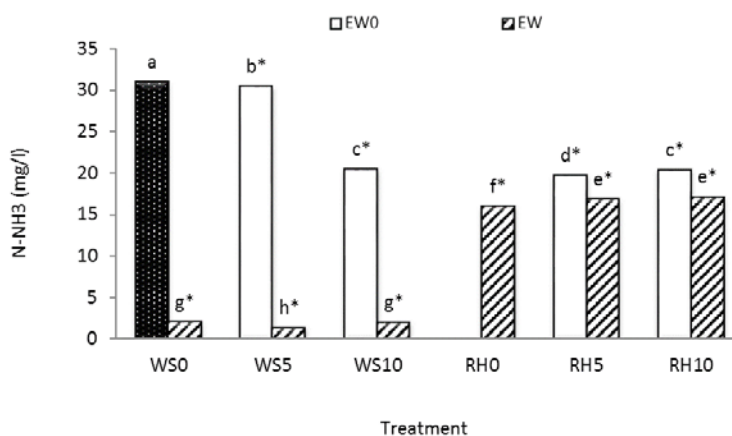 EW0 EW
35
30
25
20
15
10
5
0
N-NH3 (mg/l)
a
g*
b*
h*
c*
g*
f*
d*
e*
c*
e*
WS0 WS5 WS10 RH0 RH5 RH10
Treatment